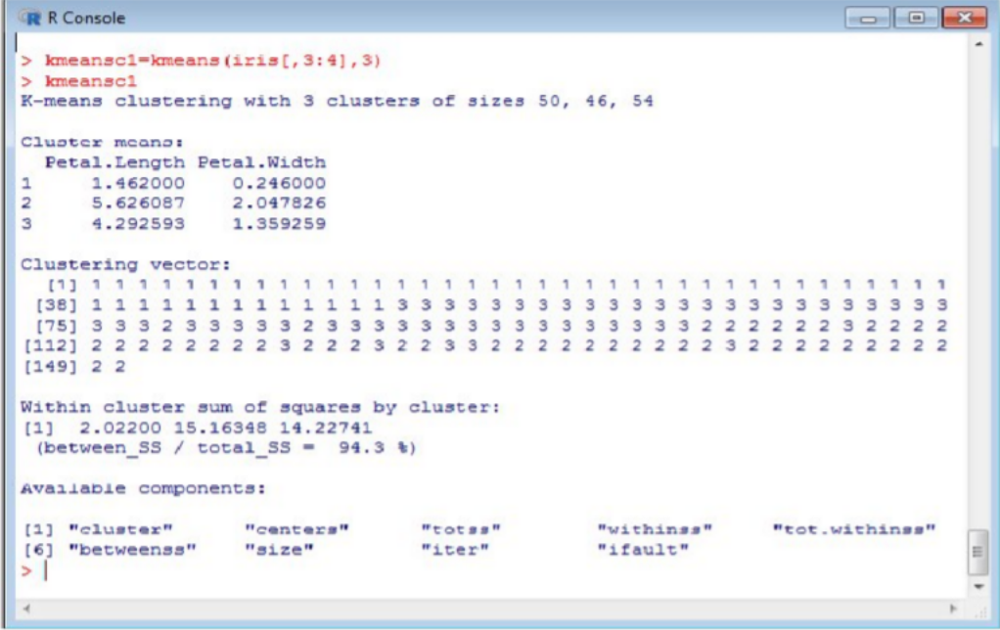 R Console
> kmeansc1=kmeans(iris[,3:4],3)
> kmeansc1
K-means clustering with 3 clusters of sizes 50, 46, 54
Cluster means:
Petal.Length Petal.Width
1 1.462000 0.246000
2 5.626087 2.047826
3 4.292593 1.359259
Clustering vector:
[1] 1 1 1 1 1 1 1 1 1 1 1 1 1 1 1 1 1 1 1 1 1 1 1 1 1 1 1 1 1 1 1 1 1 1 1 1 1
[38] 1 1 1 1 1 1 1 1 1 1 1 1 1 3 3 3 3 3 3 3 3 3 3 3 3 3 3 3 3 3 3 3 3 3 3 3 3
[75] 3 3 3 2 3 3 3 3 3 2 3 3 3 3 3 3 3 3 3 3 3 3 3 3 3 3 2 2 2 2 2 2 3 2 2 2 2
[112] 2 2 2 2 2 2 2 2 3 2 2 2 3 2 2 3 3 2 2 2 2 2 2 2 2 2 2 3 2 2 2 2 2 2 2 2 2
[149] 2 2
Within cluster sum of squares by cluster:
[1] 2.02200 15.16348 14.22741
(between_SS / total_SS = 94.3 %)
Available components:
[1] "cluster" "centers" "totss" "withinss" "tot.withinss"
[6] "betweenss" "size" "iter" "ifault"
>